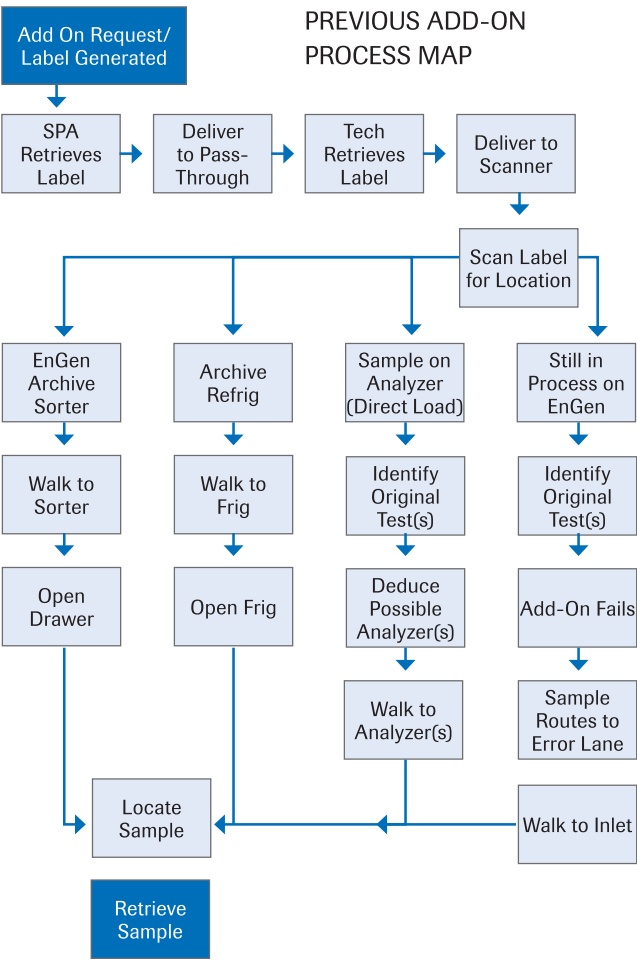 PREVIOUS ADD-ON
PROCESS MAP
Add On Request/
Label Generated
SPA
Retrieves
Label
Deliver
to Pass-
Through
Tech
Retrieves
Label
Deliver to
Scanner
Scan Label
for Location
EnGen
Archive
Sorter
Archive
Refrig
Sample on
Analyzer
(Direct Load)
Still in
Process on
EnGen
Walk to
Sorter
Walk to
Frig
Identify
Original
Test(s)
Identify
Original
Test(s)
Open
Drawer
Open Frig
Deduce
Possible
Analyzer(s)
Add-On Fails
Walk to
Analyzer(s)
Sample
Routes to
Error Lane
Locate
Sample
Walk to Inlet
Retrieve
Sample